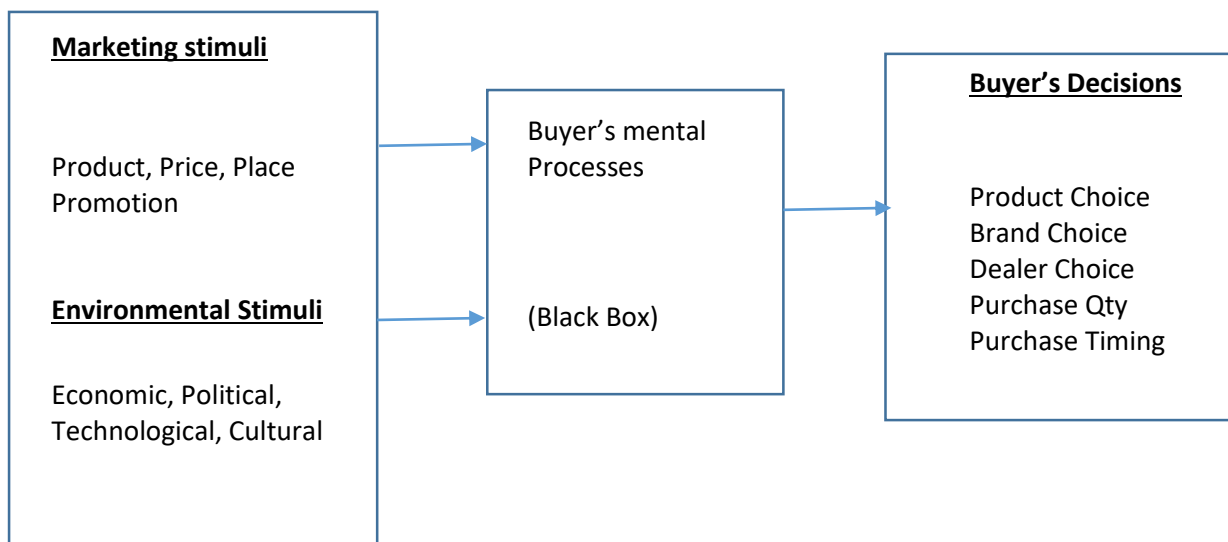 Marketing stimuli
Product, Price, Place
Promotion
Environmental Stimuli
Economic, Political,
Technological, Cultural
Buyer’s mental
Processes
(Black Box)
Buyer’s Decisions
Product Choice
Brand Choice
Dealer Choice
Purchase Qty
Purchase Timing